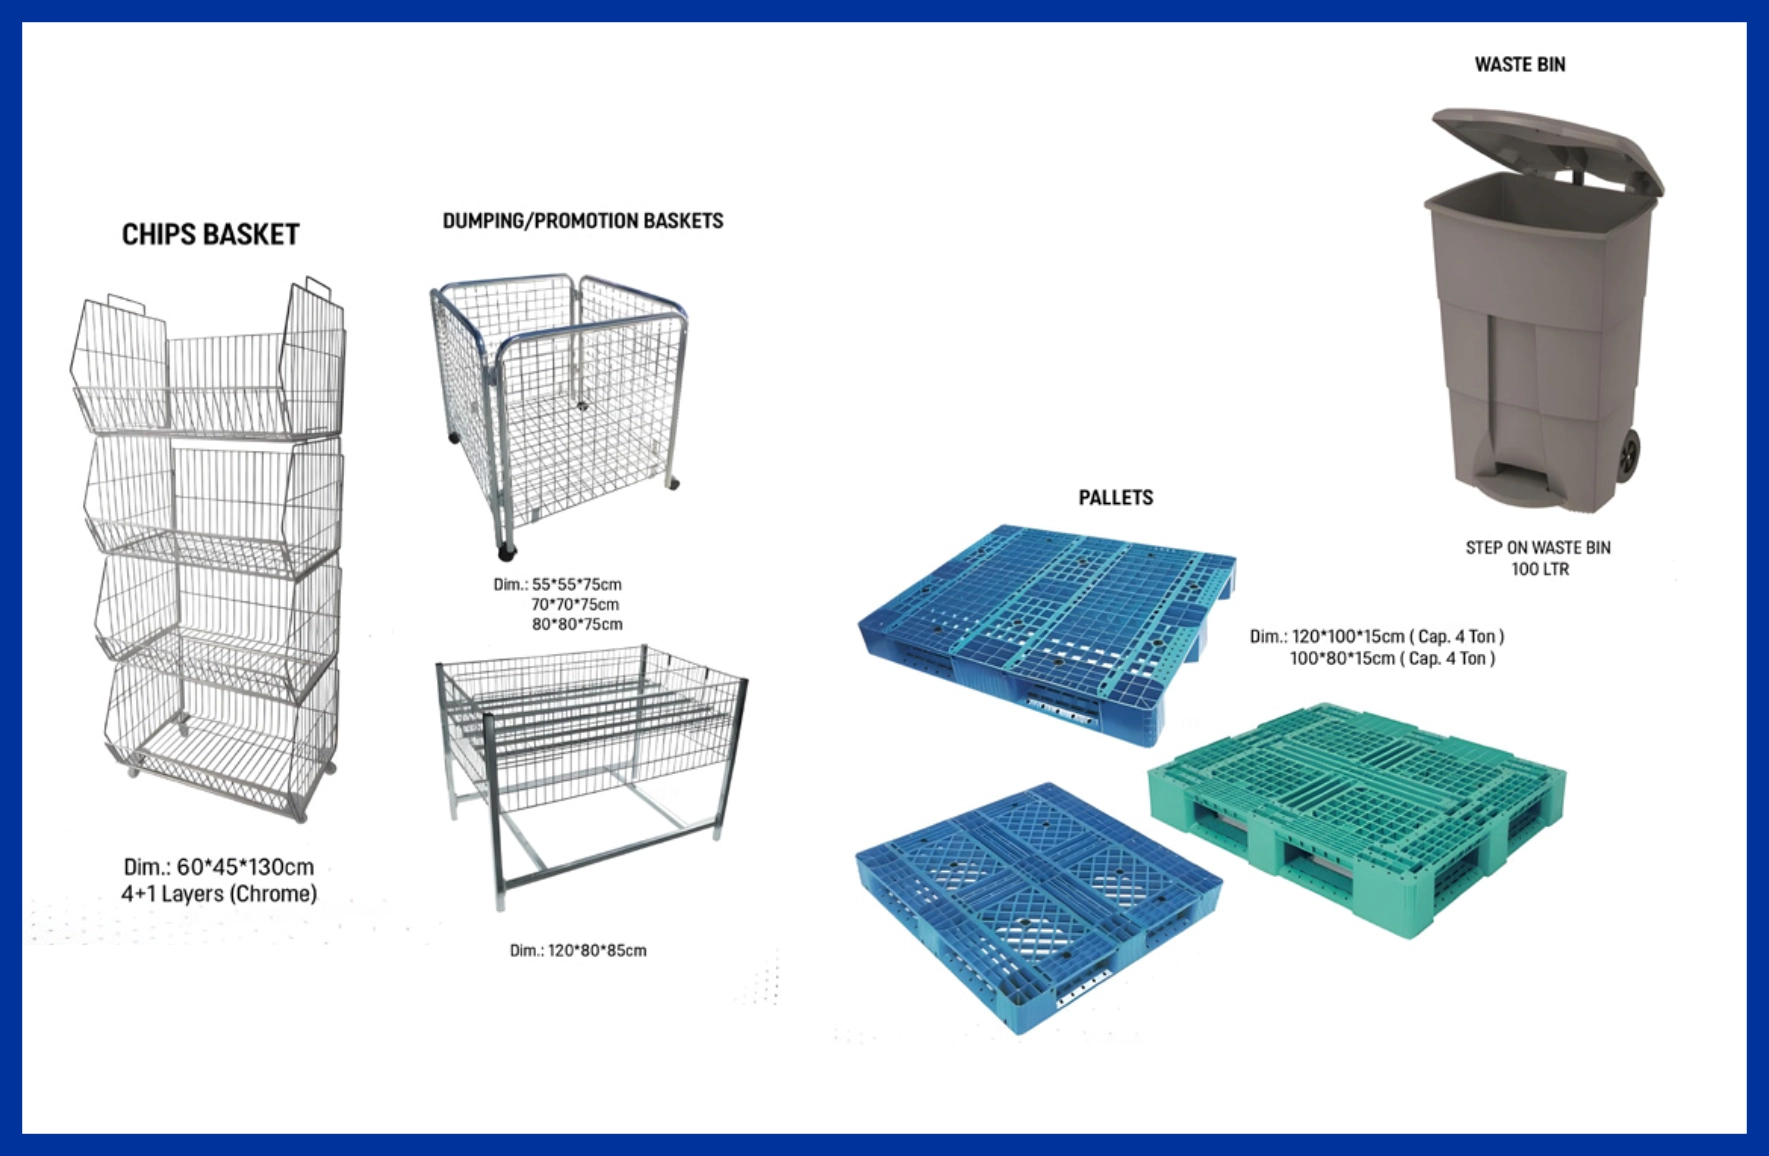 CHIPS BASKET
Dim.: 60*45*130cm
4+1 Layers (Chrome)
DUMPING/PROMOTION BASKETS
Dim.: 55*55*75cm
70*70*75cm
80*80*75cm
Dim.: 120*80*85cm
PALLETS
Dim.: 120*100*15cm ( Cap. 4 Ton )
100*80*15cm ( Cap. 4 Ton )
WASTE BIN
STEP ON WASTE BIN
100 LTR